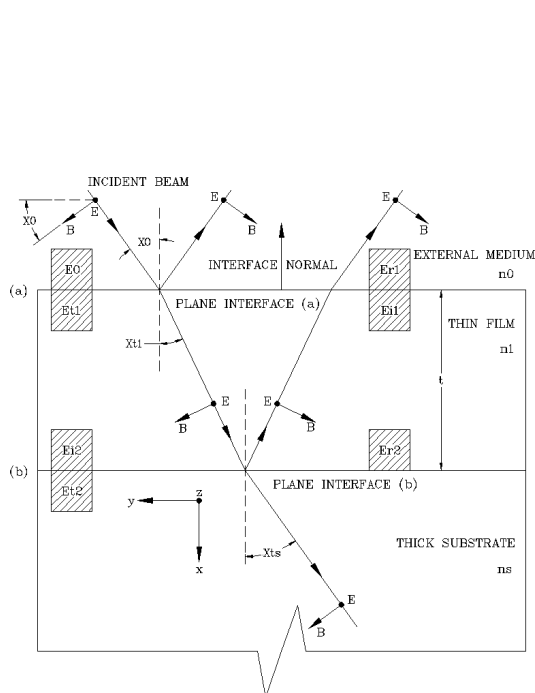 INCIDENT BEAM
E
E
E
X0
B
B
B
X0
E0
INTERFACE NORMAL
Er1
EXTERNAL MEDIUM
n0
(a)
PLANE INTERFACE (a)
Et1
Ei1
THIN FILM
n1
Xt1
t
E
E
B
B
Ei2
Er2
(b)
PLANE INTERFACE (b)
Et2
z
y
x
Xts
THICK SUBSTRATE
ns
E
B